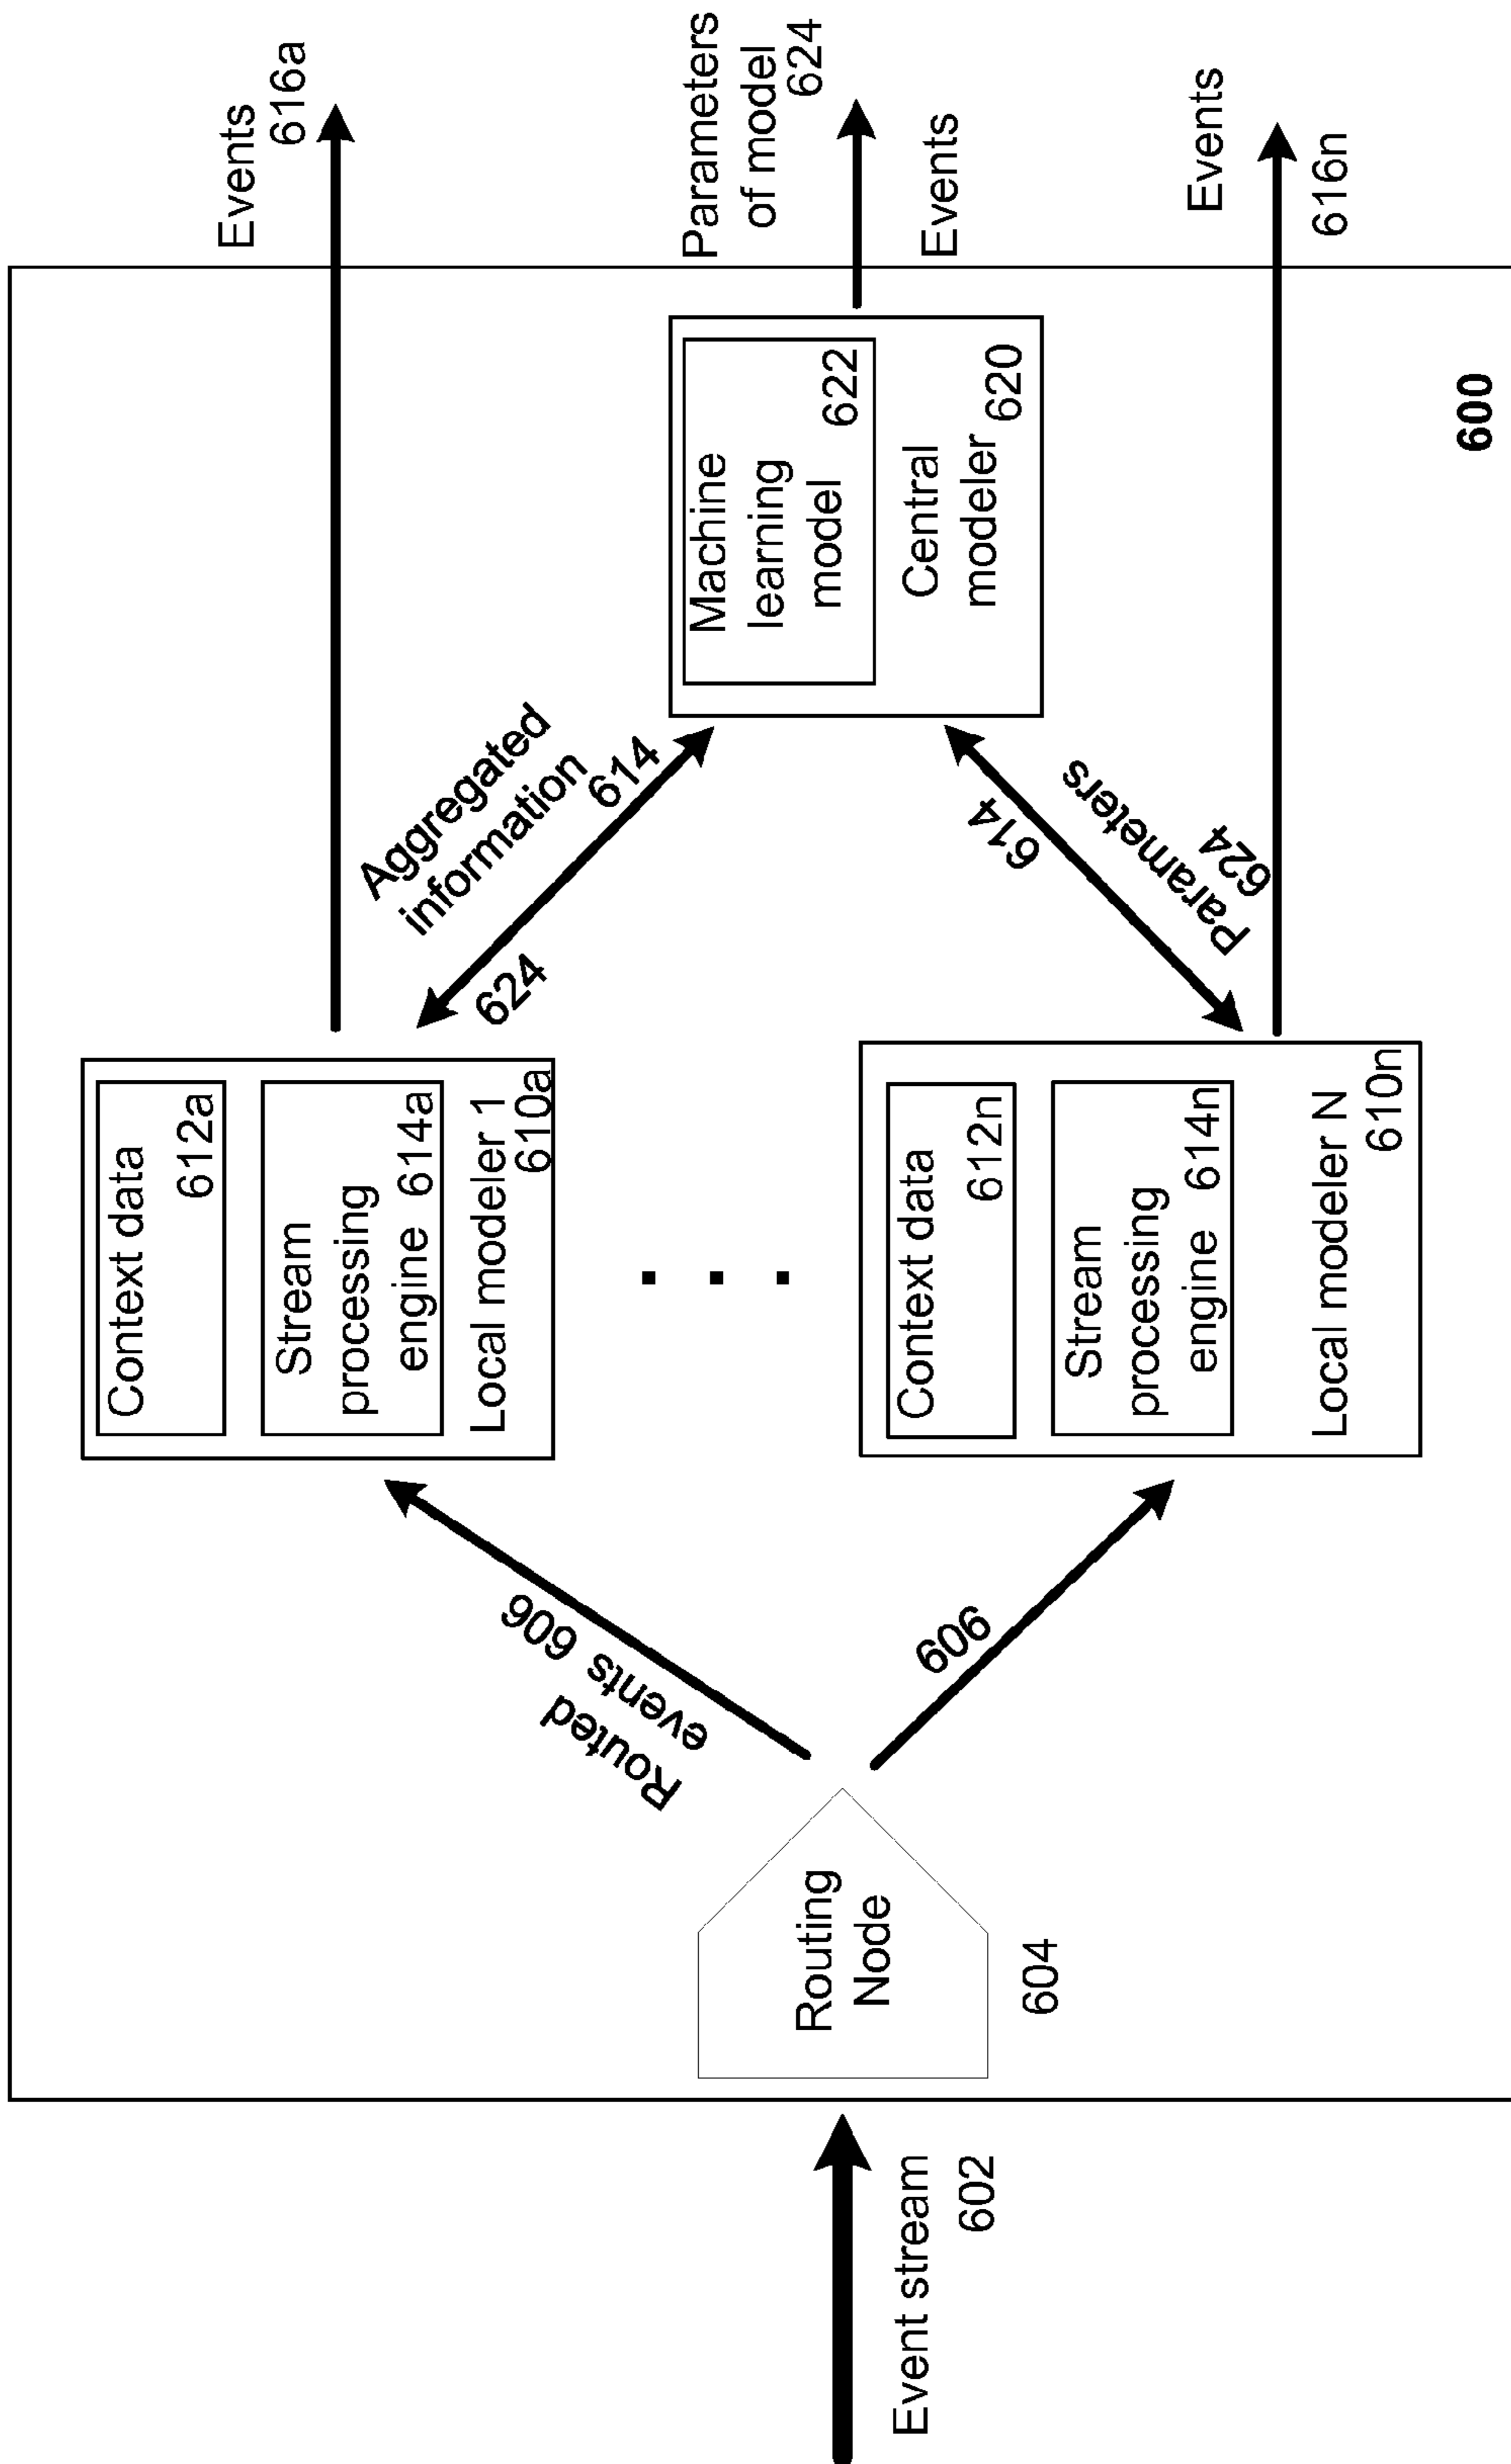 Event stream
602
Routing
Node
604
Routed
events 606
606
Context data
612a
Stream
processing
engine 614a
Local modeler 1
610a
Context data
612n
Stream
processing
engine 614n
Local modeler N
610n
Aggregated
information
614
624
614
Parameters
624
Machine
learning
model
622
Central
modeler 620
Events
616a
Parameters
of model
624
Events
Events
616n
600